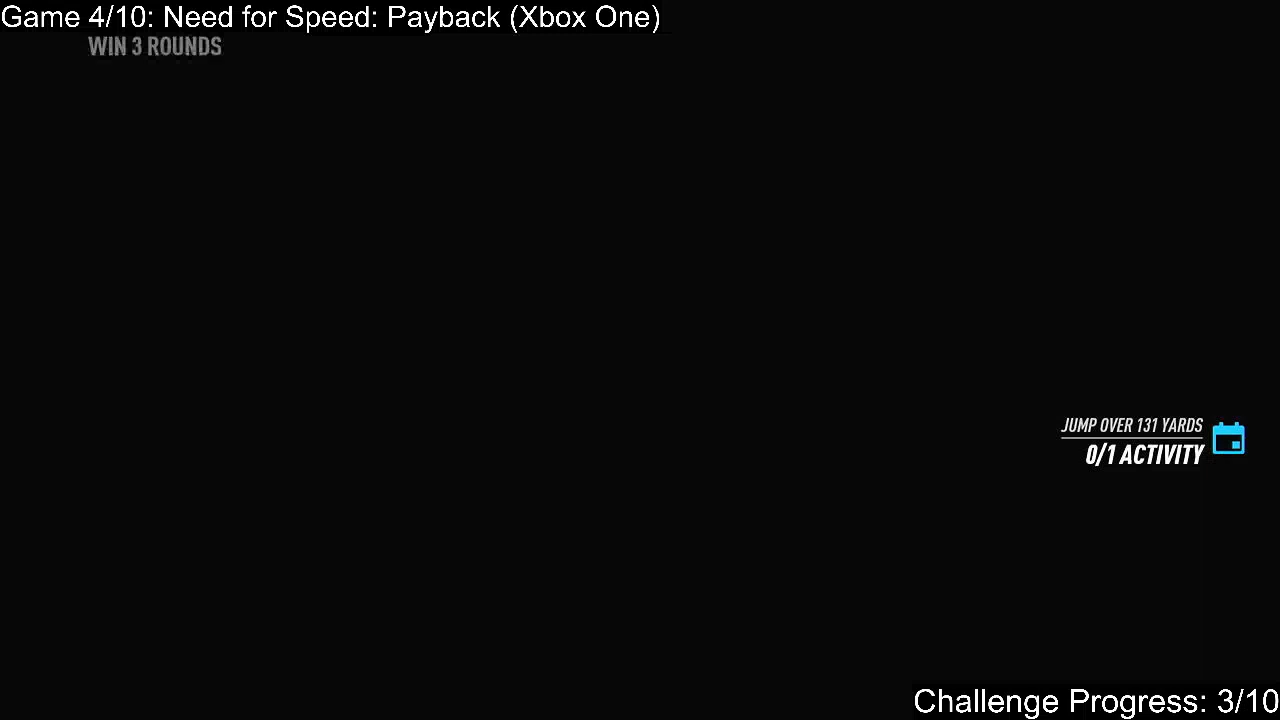 Game 4/10: Need for Speed: Payback (Xbox One)
WIN 3 ROUNDS
JUMP OVER 131 YARDS
0/1 ACTIVITY
Challenge Progress: 3/10